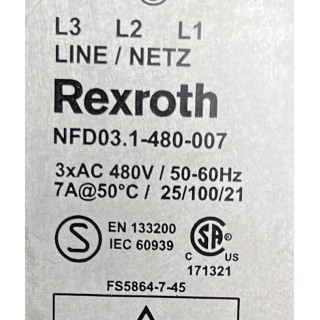 L3 L2 L1
LINE / NETZ
Rexroth
NFD03.1-480-007
3xAC 480V / 50-60Hz
7A@50°C / 25/100/21
S EN 133200
IEC 60939
SA ®
C US
171321
FS5864-7-45